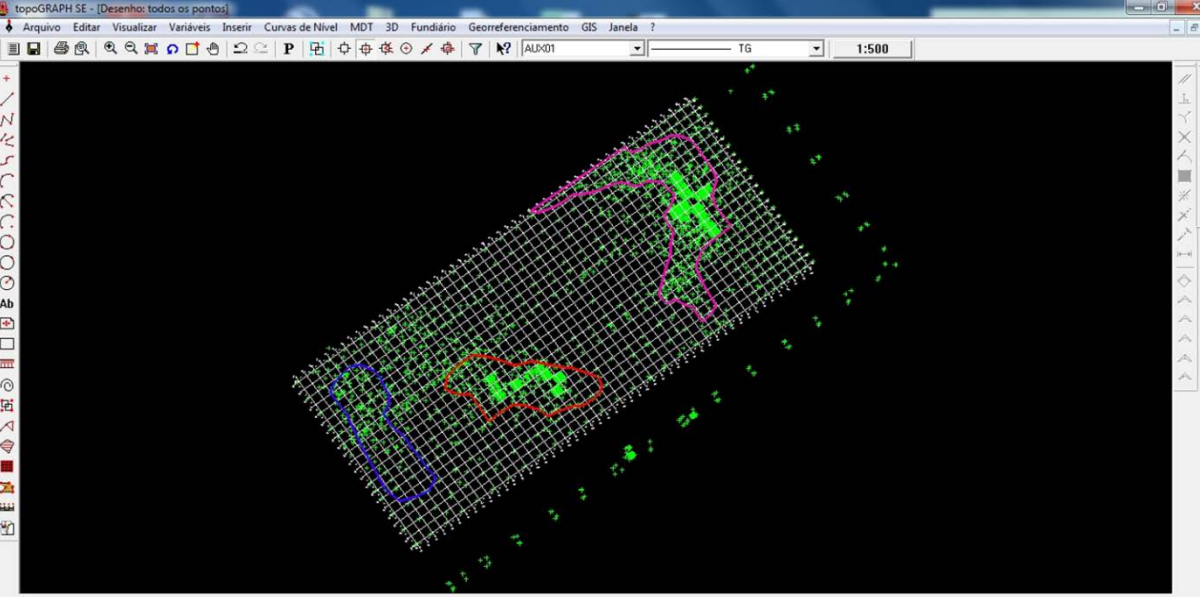 topoGRAPH SE - [Desenho: todos os pontos]
Arquivo Editar Visualizar Variáveis Inserir Curvas de Nível MDT 3D Fundiário Georreferenciamento GIS Janela ?
P AUX01 TG 1:500
Ab